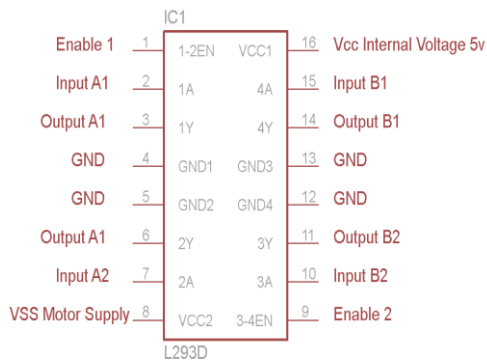 IC1
Enable 1 1 1-2EN VCC1 16 Vcc Internal Voltage 5v
Input A1 2 1A 4A 15 Input B1
Output A1 3 1Y 4Y 14 Output B1
GND 4 GND1 GND3 13 GND
GND 5 GND2 GND4 12 GND
Output A1 6 2Y 3Y 11 Output B2
Input A2 7 2A 3A 10 Input B2
VSS Motor Supply 8 VCC2 3-4EN 9 Enable 2
L293D